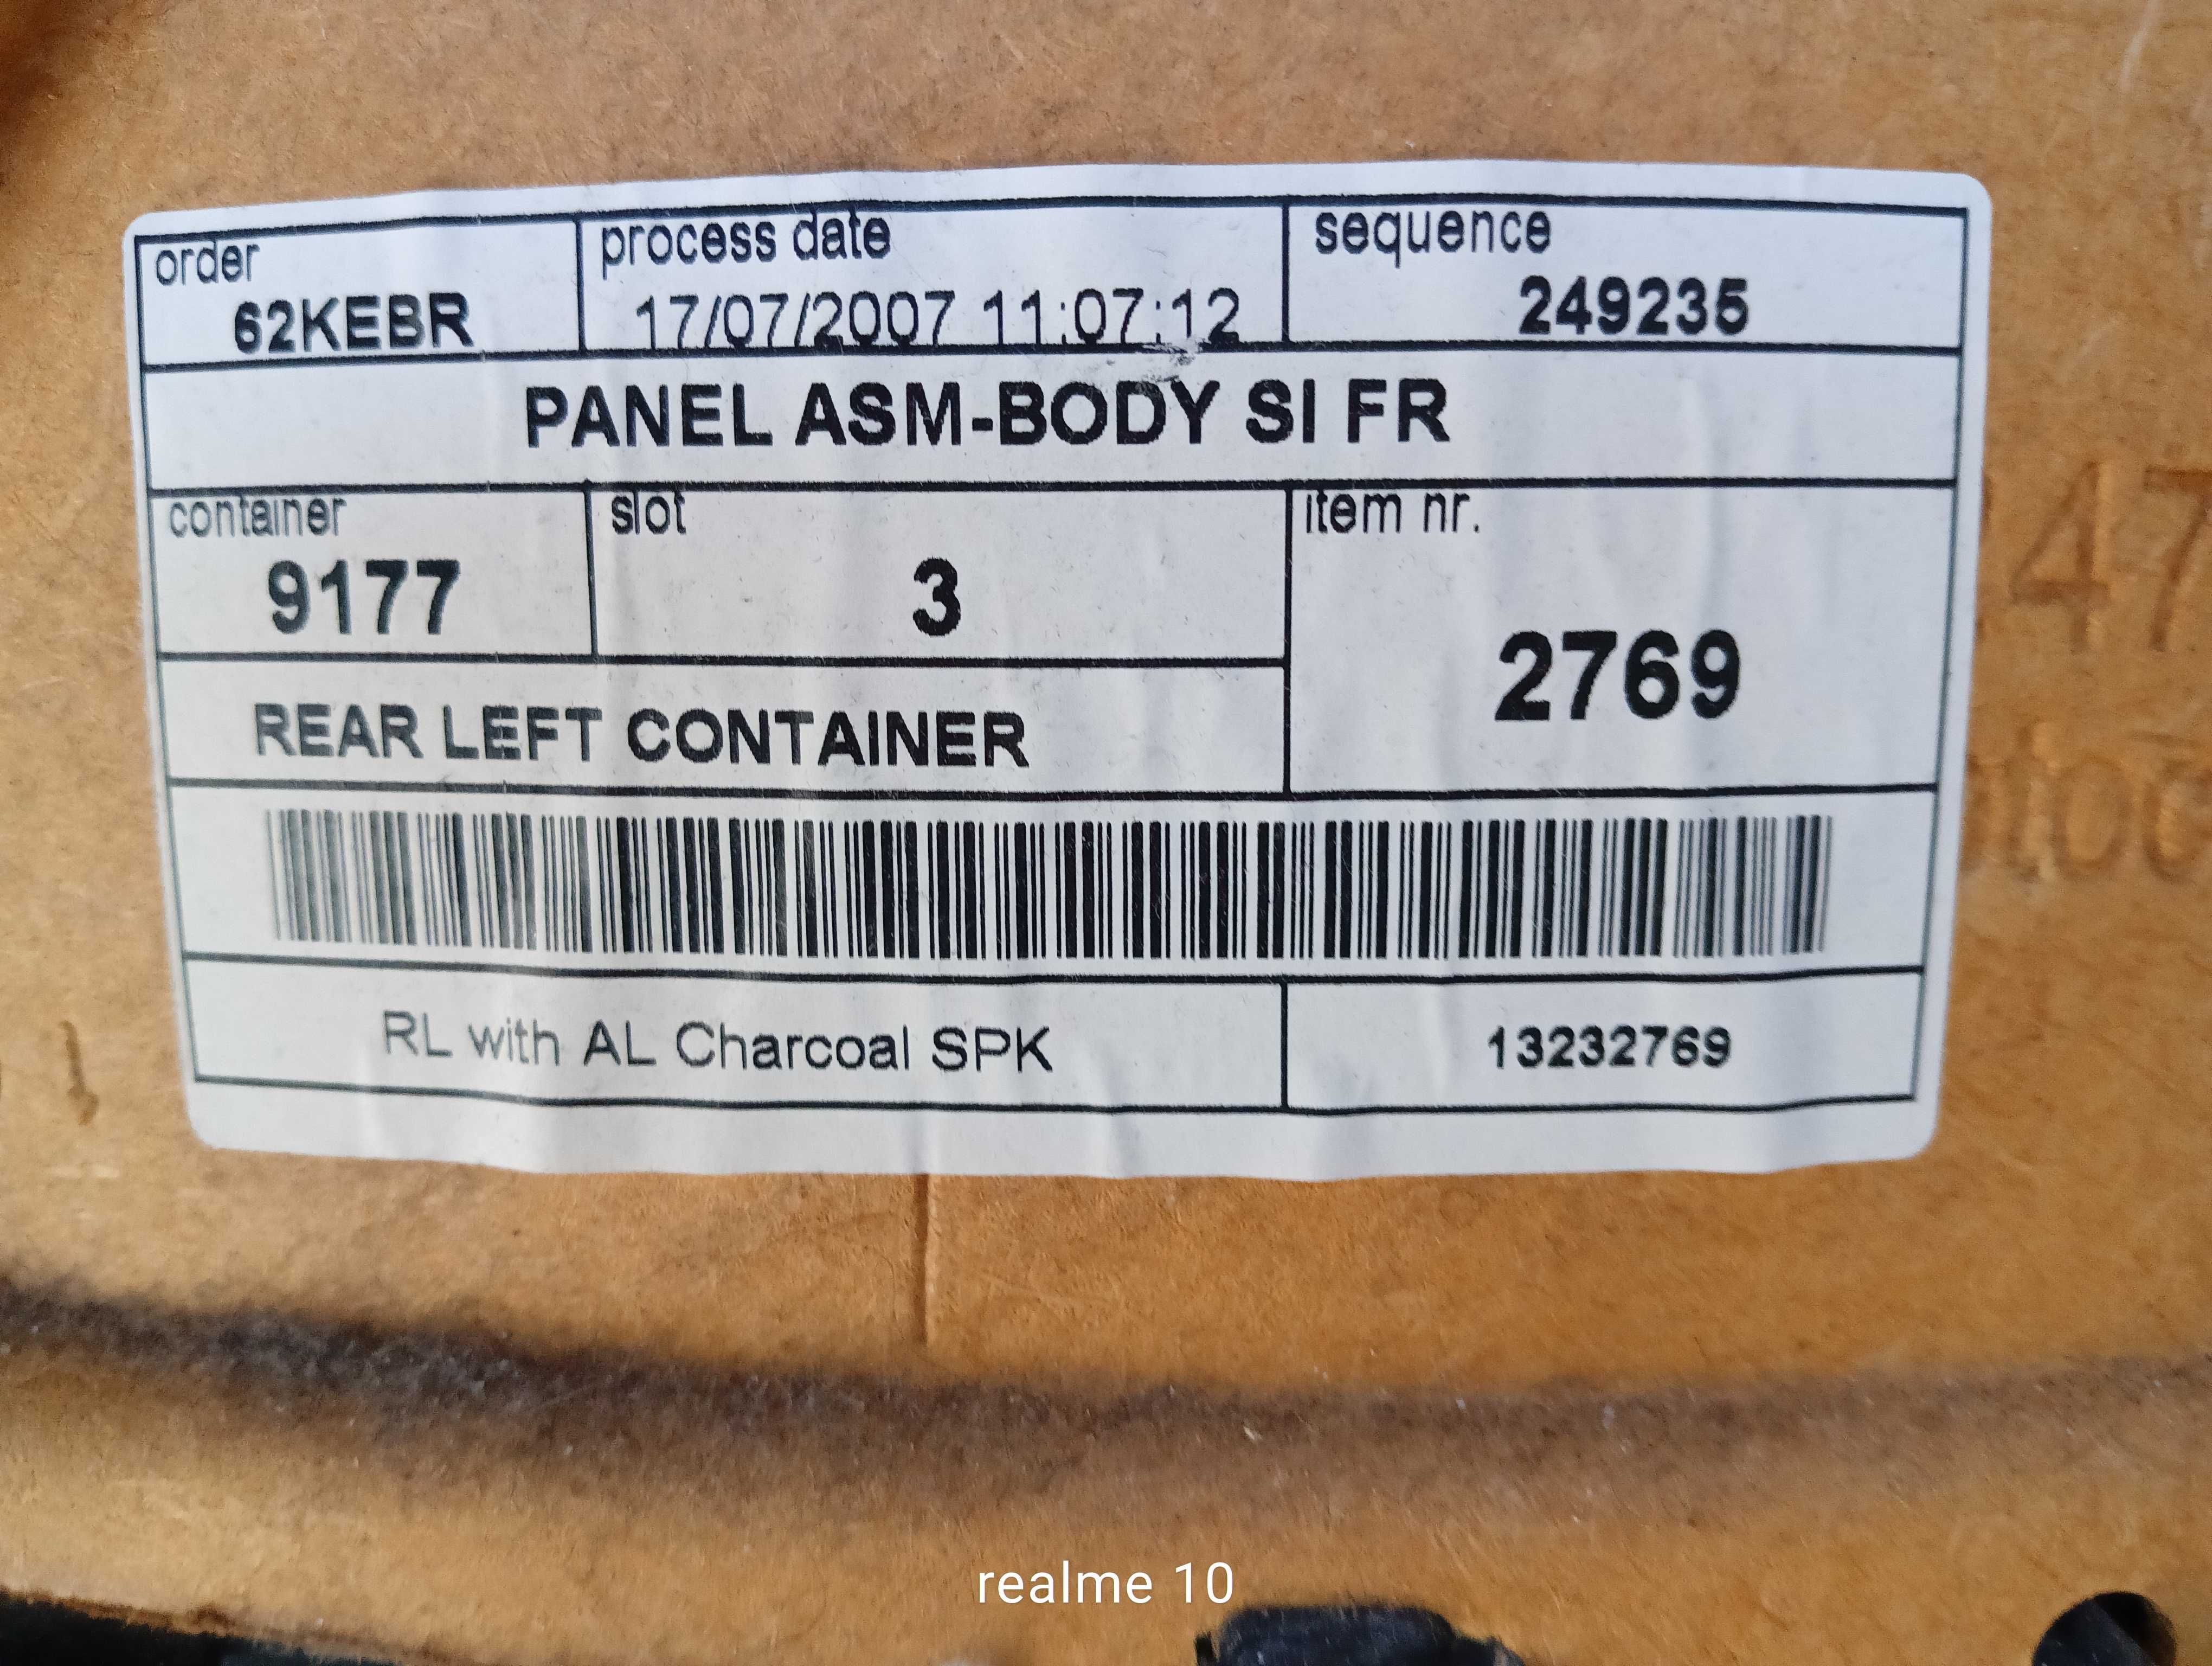 order
62KEBR
process date
17/07/2007 11:07:12
sequence
249235
PANEL ASM-BODY SI FR
container
9177
slot
3
item nr.
2769
REAR LEFT CONTAINER
RL with AL Charcoal SPK
13232769
47
realme 10